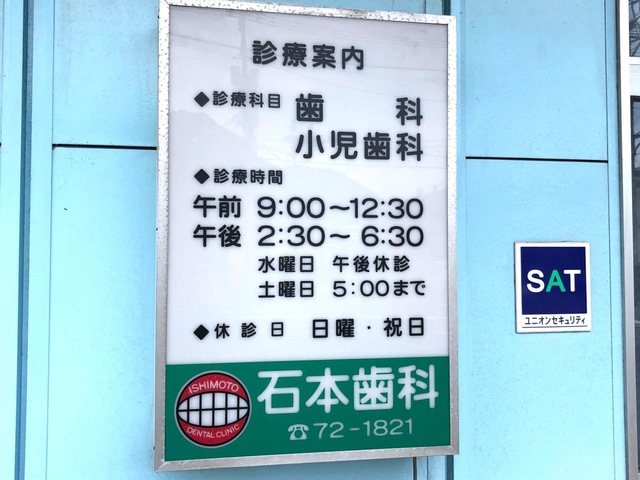 診療案内
◆診療科目 歯科
小児歯科
◆診療時間
午前 9:00～12:30
午後 2:30～6:30
水曜日 午後休診
土曜日 5:00まで
◆休診日 日曜・祝日
ISHIMOTO
DENTAL CLINIC
石本歯科
☎72-1821
SAT
ユニオンセキュリティ